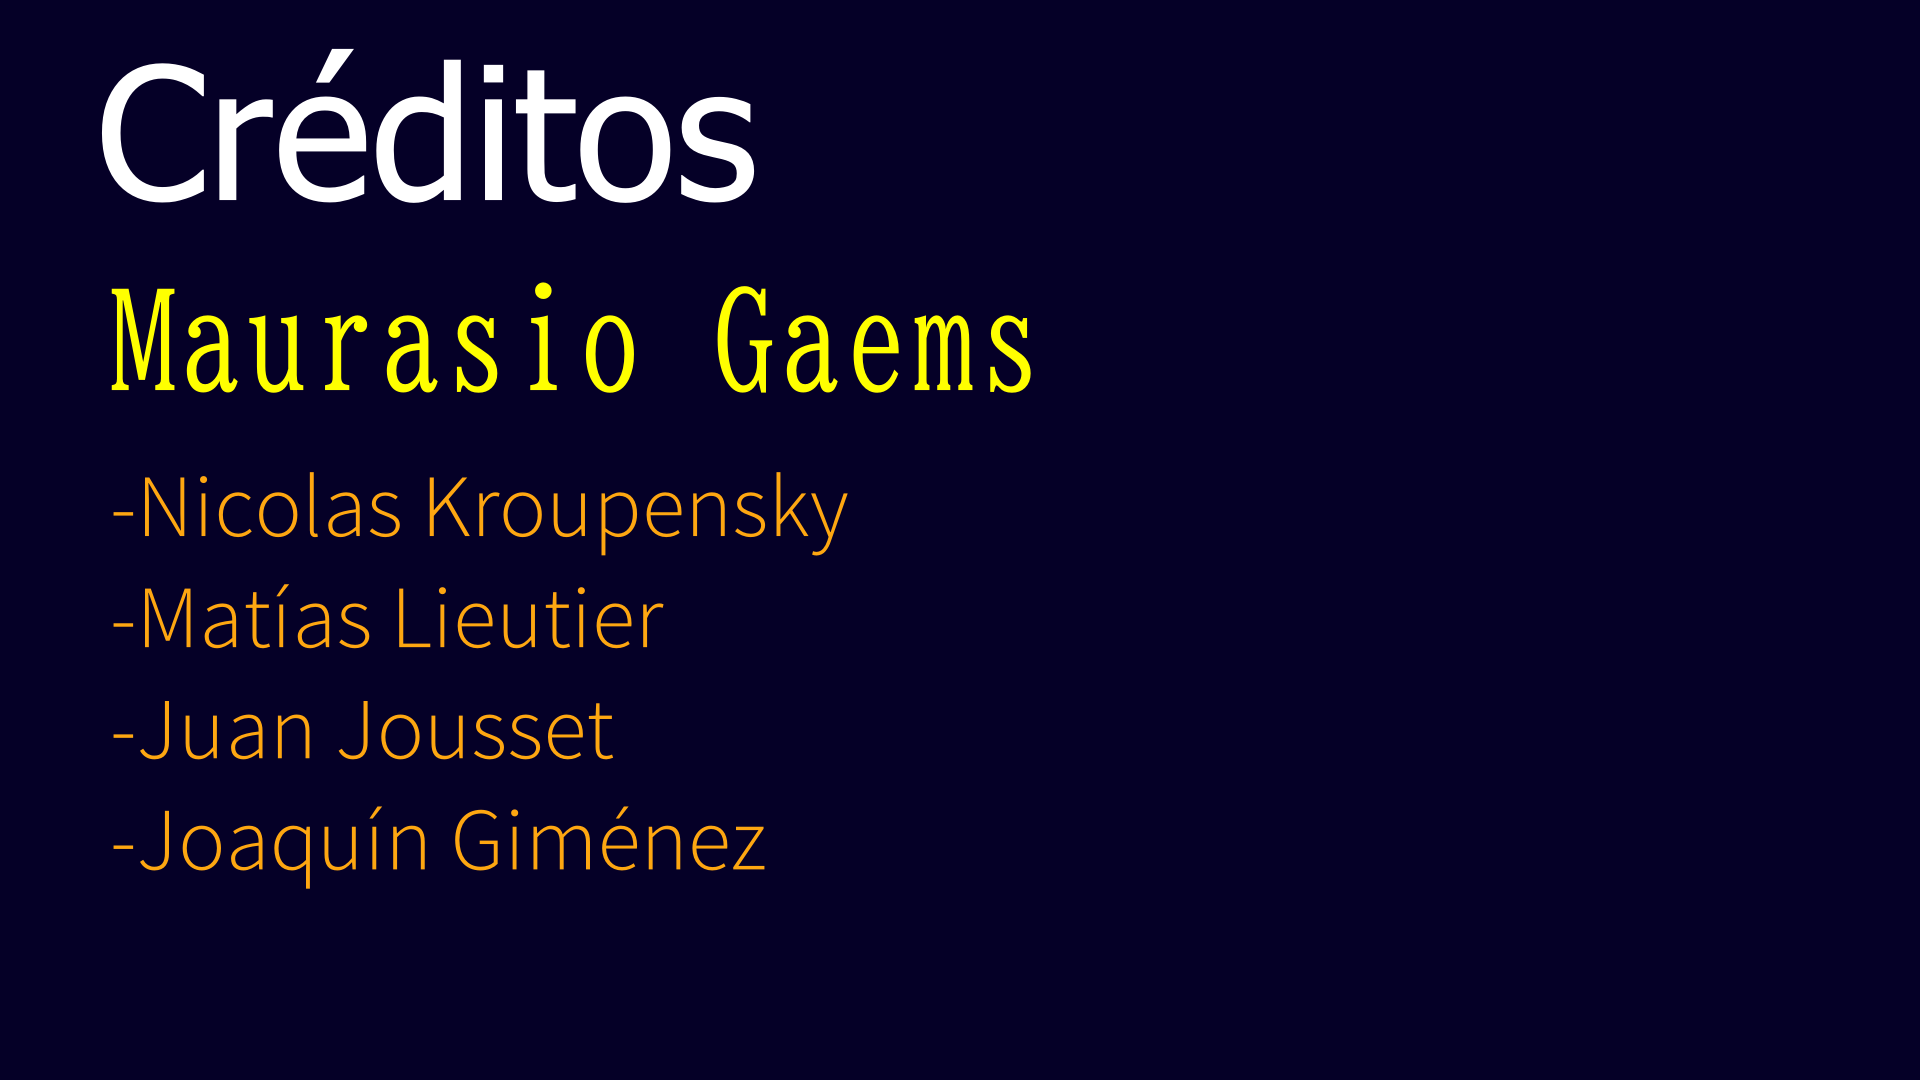 Créditos
Maurasio Gaems
-Nicolas Kroupensky
-Matías Lieutier
-Juan Jousset
-Joaquín Giménez